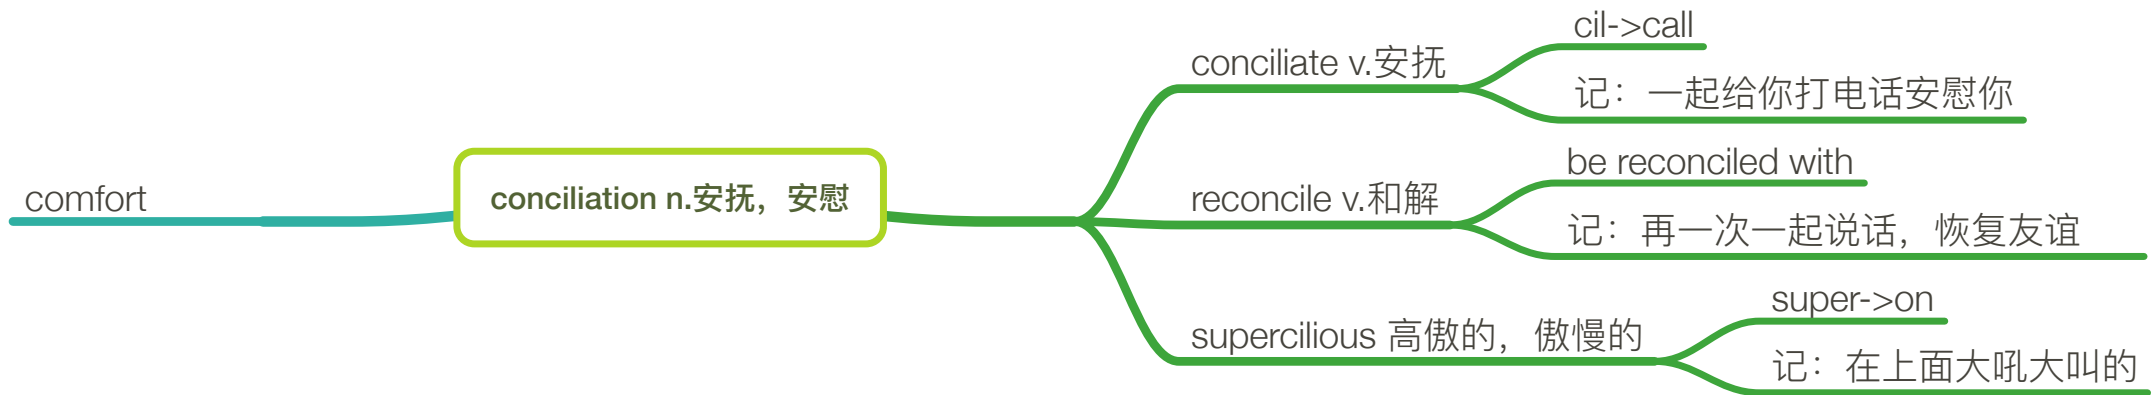 comfort
conciliation n.安抚，安慰
conciliate v.安抚
cil->call
记：一起给你打电话安慰你
reconcile v.和解
be reconciled with
记：再一次一起说话，恢复友谊
supercilious 高傲的，傲慢的
super->on
记：在上面大吼大叫的